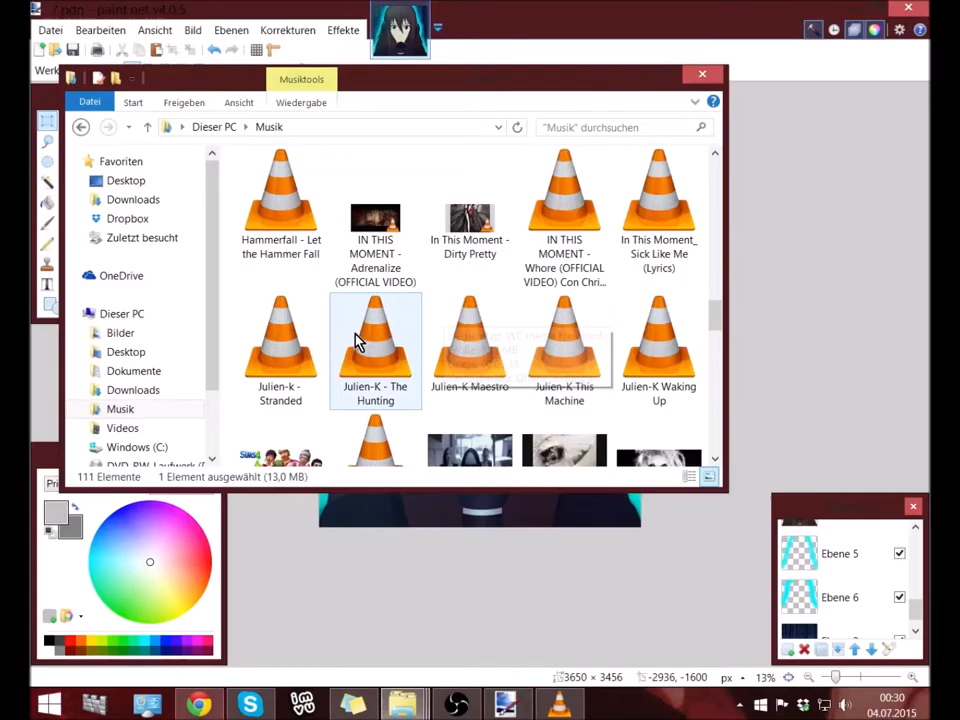 7.pdn - paint.net v4.0.5
Datei Bearbeiten Ansicht Bild Ebenen Korrekturen Effekte
Musiktools
Datei Start Freigeben Ansicht Wiedergabe
Dieser PC Musik "Musik" durchsuchen
Favoriten
Desktop
Downloads
Dropbox
Zuletzt besucht
OneDrive
Dieser PC
Bilder
Desktop
Dokumente
Downloads
Musik
Videos
Windows (C:)
Hammerfall - Let
the Hammer Fall
IN THIS
MOMENT -
Adrenalize
(OFFICIAL VIDEO)
In This Moment -
Dirty Pretty
IN THIS
MOMENT -
Whore (OFFICIAL
VIDEO) Con Chri...
In This Moment_
Sick Like Me
(Lyrics)
Julien-k -
Stranded
Julien-K - The
Hunting
Julien-K Maestro
Julien-K This
Machine
Julien-K Waking
Up
111 Elemente 1 Element ausgewählt (13,0 MB)
Ebene 5
Ebene 6
3650 × 3456 -2936, -1600 px 13%
00:30
04.07.2015